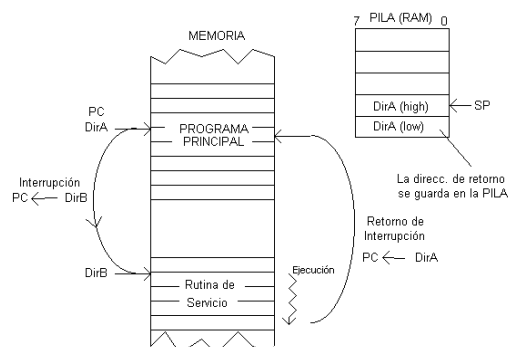 MEMORIA
PC
DirA
PROGRAMA
PRINCIPAL
Interrupción
PC ← DirB
DirB
Rutina de
Servicio
Ejecución
7 PILA (RAM) 0
DirA (high)
SP
DirA (low)
La direcc. de retorno
se guarda en la PILA
Retorno de
Interrupción
PC ← DirA